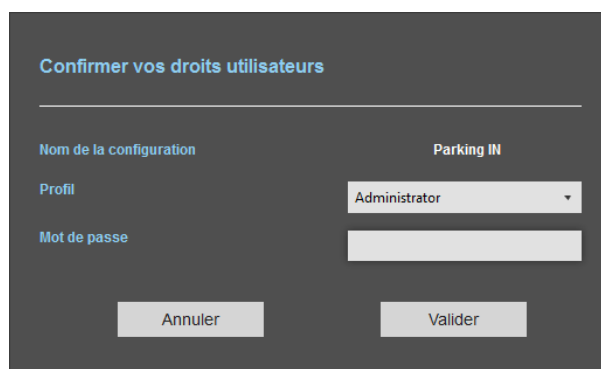 Confirmer vos droits utilisateurs
Nom de la configuration Parking IN
Profil Administrator
Mot de passe
Annuler Valider